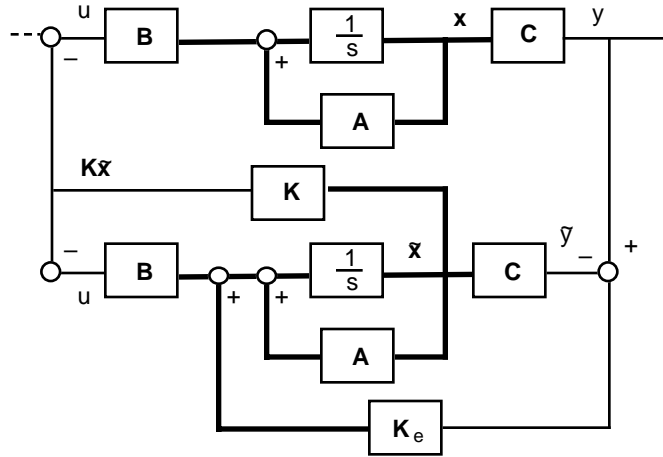 u B + 1/s x C y
−
A
Kx̃ K
− B + + 1/s x̃ C ỹ − +
u
A
K e